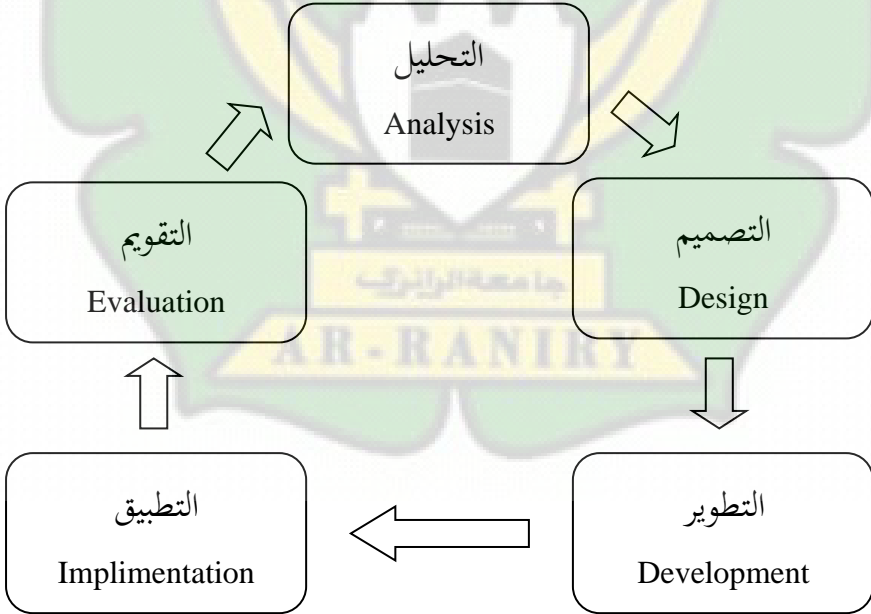 التحليل
Analysis
التصميم
Design
التطوير
Development
التطبيق
Implimentation
التقويم
Evaluation
جامعة الرانري
AR-RANIRY